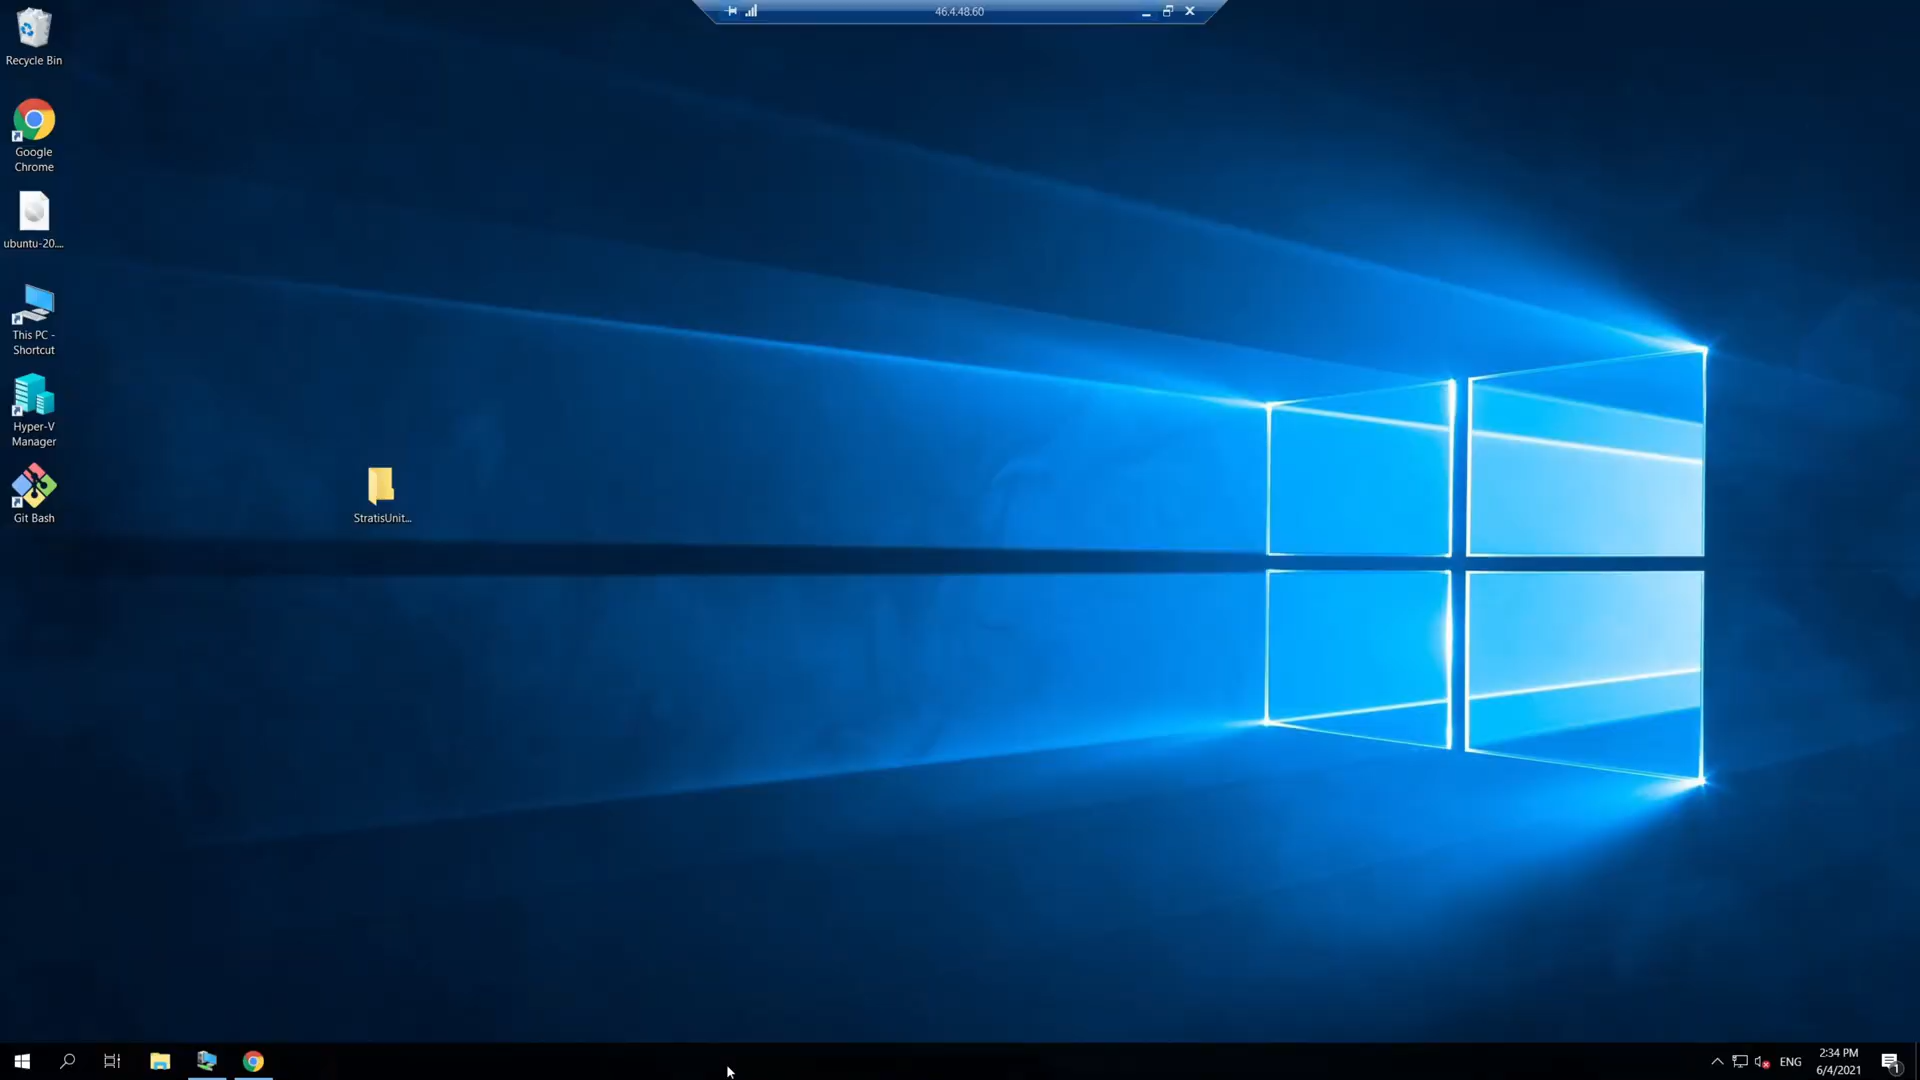 46.4.48.60
Recycle Bin
Google
Chrome
ubuntu-20....
This PC -
Shortcut
Hyper-V
Manager
Git Bash
StratisUnit...
ENG
2:34 PM
6/4/2021
1